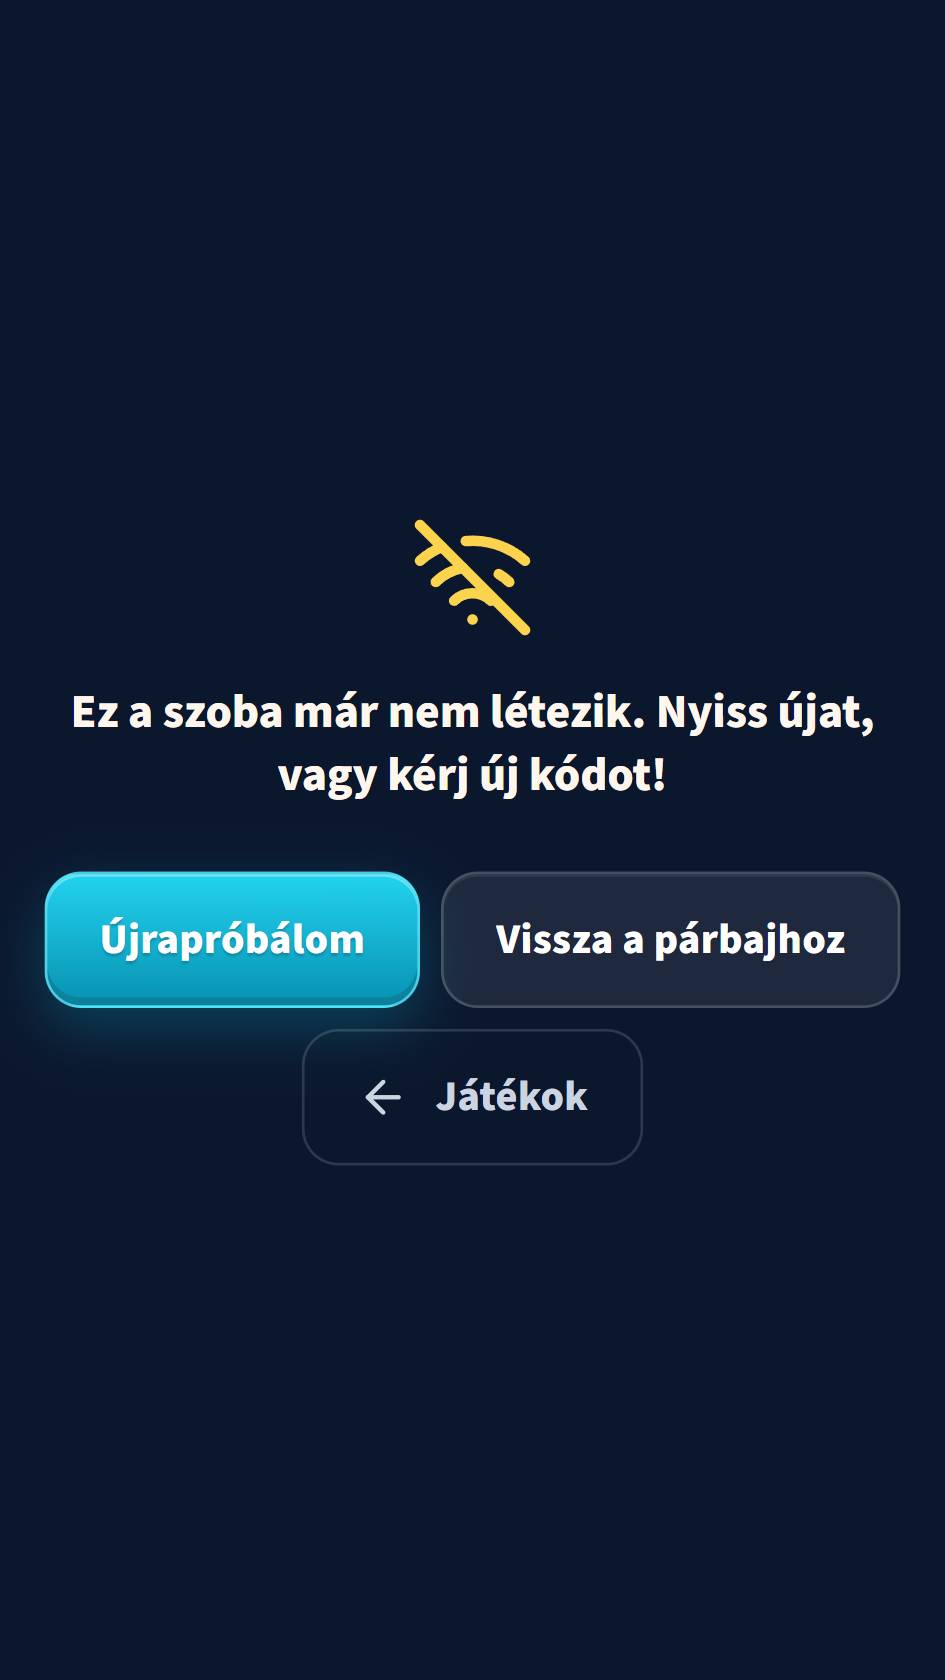 Ez a szoba már nem létezik. Nyiss újat,
vagy kérj új kódot!
Újrapróbálom
Vissza a párbajhoz
Játékok